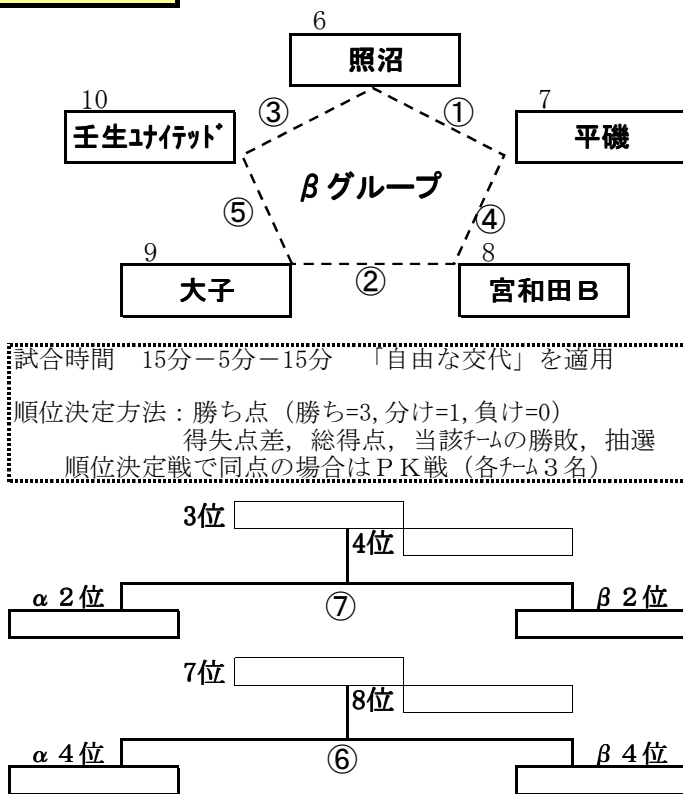 6
照沼
10
③
①
7
壬生ﾕﾅｲﾃｯﾄﾞ
平磯
βグループ
⑤
④
9
②
8
大子
宮和田Ｂ
試合時間　15分－5分－15分　「自由な交代」を適用
順位決定方法：勝ち点（勝ち=3, 分け=1, 負け=0）
得失点差，総得点，当該ﾁｰﾑの勝敗，抽選
順位決定戦で同点の場合はＰＫ戦（各ﾁｰﾑ３名）
3位
4位
α２位
⑦
β２位
7位
8位
α４位
⑥
β４位